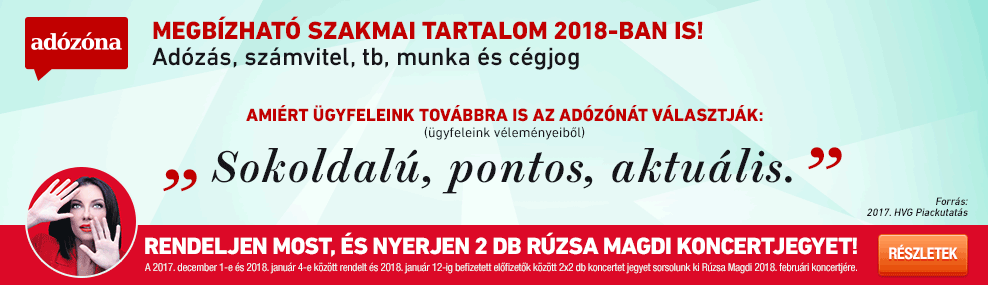 adózóna
MEGBÍZHATÓ SZAKMAI TARTALOM 2018-BAN IS!
Adózás, számvitel, tb, munka és cégjog
AMIÉRT ÜGYFELEINK TOVÁBBRA IS AZ ADÓZÓNÁT VÁLASZTJÁK:
(ügyfeleink véleményeiből)
„ Sokoldalú, pontos, aktuális. ”
Forrás:
2017. HVG Piackutatás
RENDELJEN MOST, ÉS NYERJEN 2 DB RÚZSA MAGDI KONCERTJEGYET!
A 2017. december 1-e és 2018. január 4-e között rendelt és 2018. január 12-ig befizetett előfizetők között 2x2 db koncertet jegyet sorsolunk ki Rúzsa Magdi 2018. februári koncertjére.
RÉSZLETEK